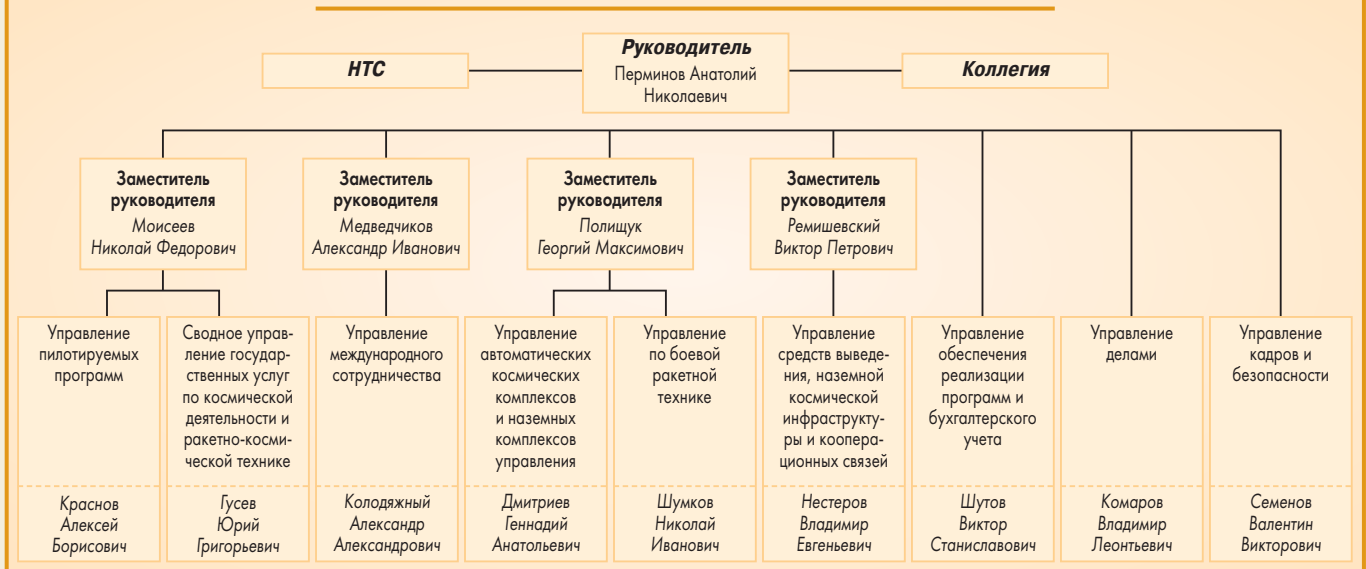 НТС
Руководитель
Перминов Анатолий
Николаевич
Коллегия
Заместитель
руководителя
Моисеев
Николай Федорович
Заместитель
руководителя
Медведчиков
Александр Иванович
Заместитель
руководителя
Полищук
Георгий Максимович
Заместитель
руководителя
Ремишевский
Виктор Петрович
Управление
пилотируемых
программ
Краснов
Алексей
Борисович
Сводное управ-
ление государ-
ственных услуг
по космической
деятельности и
ракетно-косми-
ческой технике
Гусев
Юрий
Григорьевич
Управление
международного
сотрудничества
Колодяжный
Александр
Александрович
Управление
автоматических
космических
комплексов
и наземных
комплексов
управления
Дмитриев
Геннадий
Анатольевич
Управление
по боевой
ракетной
технике
Шумков
Николай
Иванович
Управление
средств выведе-
ния, наземной
космической
инфраструкту-
ры и коопера-
ционных связей
Нестеров
Владимир
Евгеньевич
Управление
обеспечения
реализации
программ и
бухгалтерского
учета
Шутов
Виктор
Станиславович
Управление
делами
Комаров
Владимир
Леонтьевич
Управление
кадров и
безопасности
Семенов
Валентин
Викторович